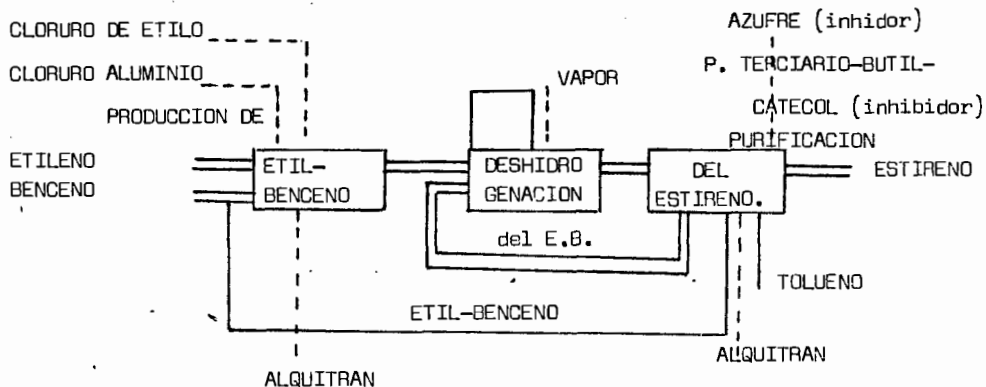 CLORURO DE ETILO
AZUFRE (inhidor)
CLORURO ALUMINIO
VAPOR
P. TERCIARIO-BUTIL-
PRODUCCION DE
CATECOL (inhibidor)
PURIFICACION
ETILENO
BENCENO
ETIL-
BENCENO
DESHIDRO
GENACION
del E.B.
DEL
ESTIRENO.
ESTIRENO
TOLUENO
ETIL-BENCENO
ALQUITRAN
ALQUITRAN